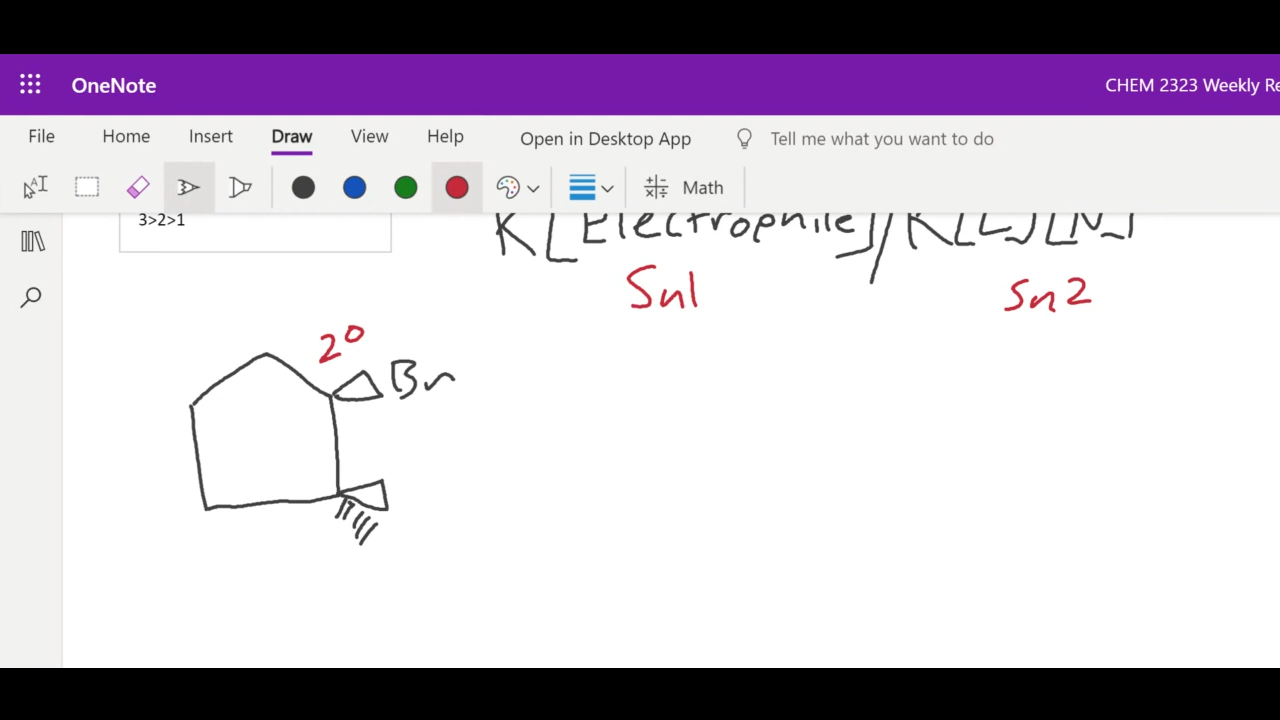 OneNote
CHEM 2323 Weekly Re
File Home Insert Draw View Help Open in Desktop App Tell me what you want to do
Math
3>2>1
K[Electrophile]/K[E][N]
Sn1 Sn2
2°
Br